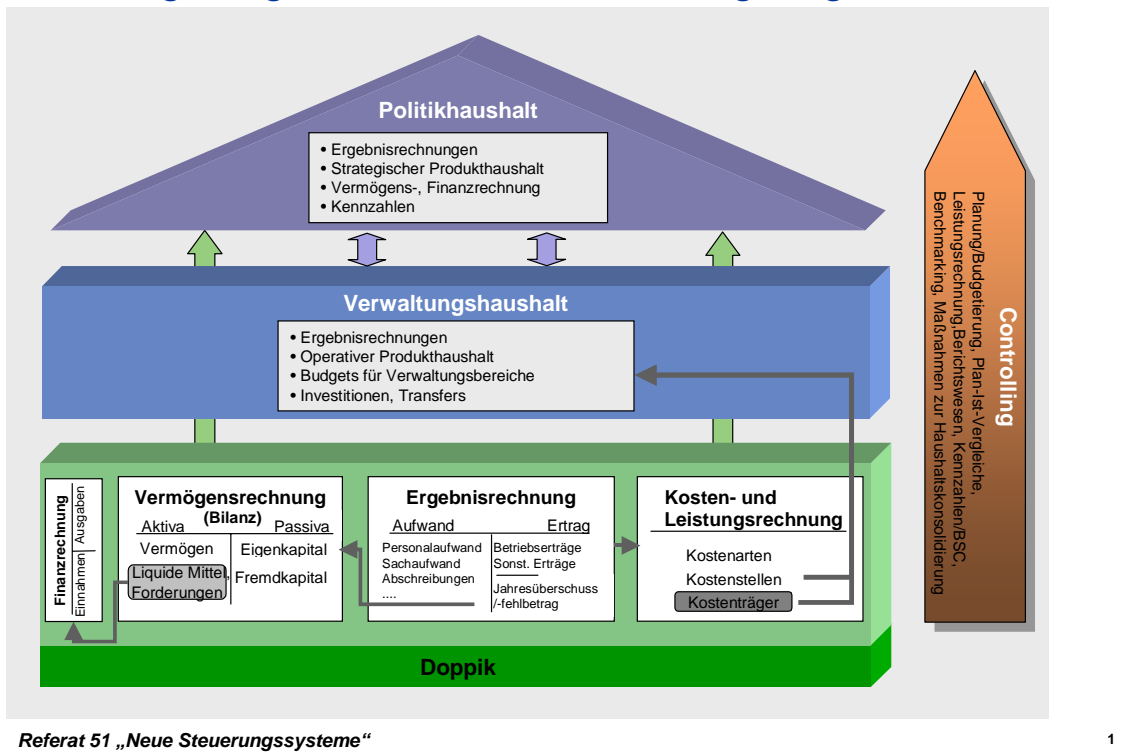 Politikhaushalt
• Ergebnisrechnungen
• Strategischer Produkthaushalt
• Vermögens-, Finanzrechnung
• Kennzahlen
Verwaltungshaushalt
• Ergebnisrechnungen
• Operativer Produkthaushalt
• Budgets für Verwaltungsbereiche
• Investitionen, Transfers
Finanzrechnung
Einnahmen
Ausgaben
Vermögensrechnung
(Bilanz)
Aktiva
Passiva
Vermögen
Liquide Mittel,
Forderungen
Eigenkapital
Fremdkapital
Ergebnisrechnung
Aufwand
Ertrag
Personalaufwand
Sachaufwand
Abschreibungen
....
Betriebserträge
Sonst. Erträge
Jahresüberschuss
/-fehlbetrag
Kosten- und
Leistungsrechnung
Kostenarten
Kostenstellen
Kostenträger
Doppik
Controlling
Planung/Budgetierung, Plan-Ist-Vergleiche,
Leistungsrechnung,Berichtswesen, Kennzahlen/BSC,
Benchmarking, Maßnahmen zur Haushaltskonsolidierung
Referat 51 „Neue Steuerungssysteme“
1